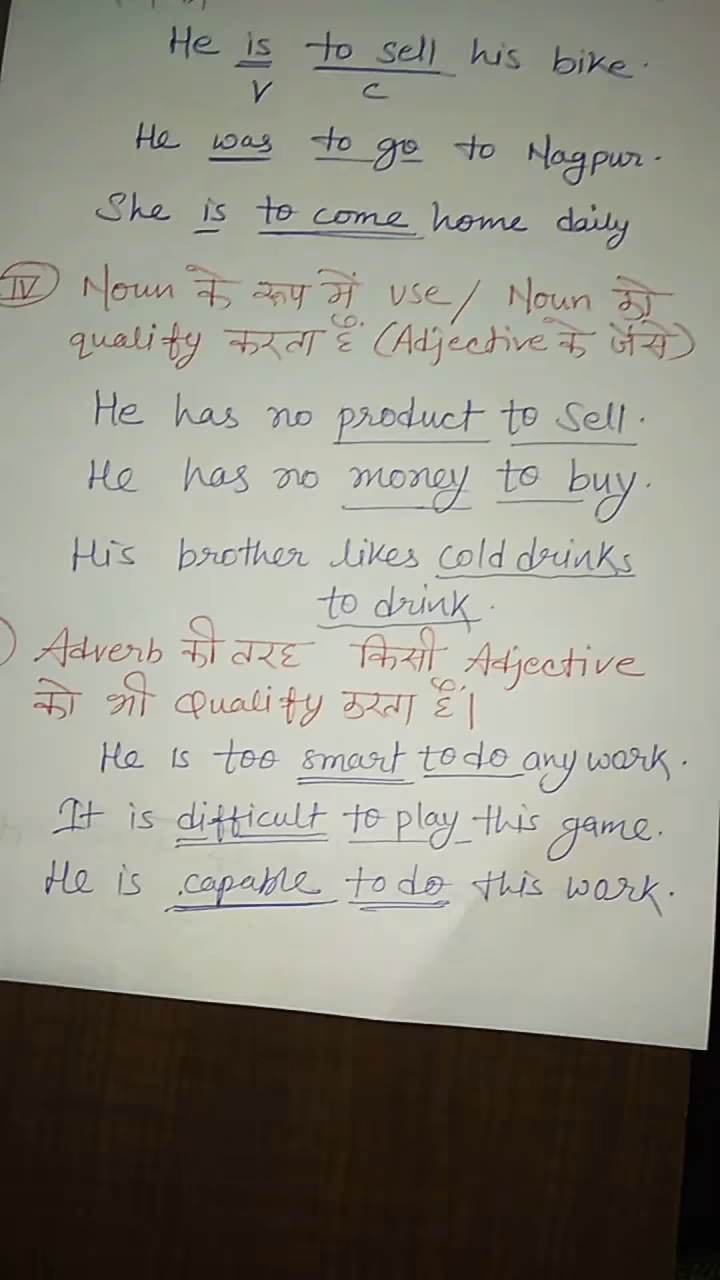 He is to sell his bike.
V C
He was to go to Nagpur.
She is to come home daily
IV Noun के रूप में use / Noun को
qualify करता है (Adjective के जैसे)
He has no product to sell.
He has no money to buy.
His brother likes cold drinks
to drink.
Adverb की तरह किसी Adjective
को भी Qualify करता है।
He is too smart to do any work.
It is difficult to play this game.
He is capable to do this work.